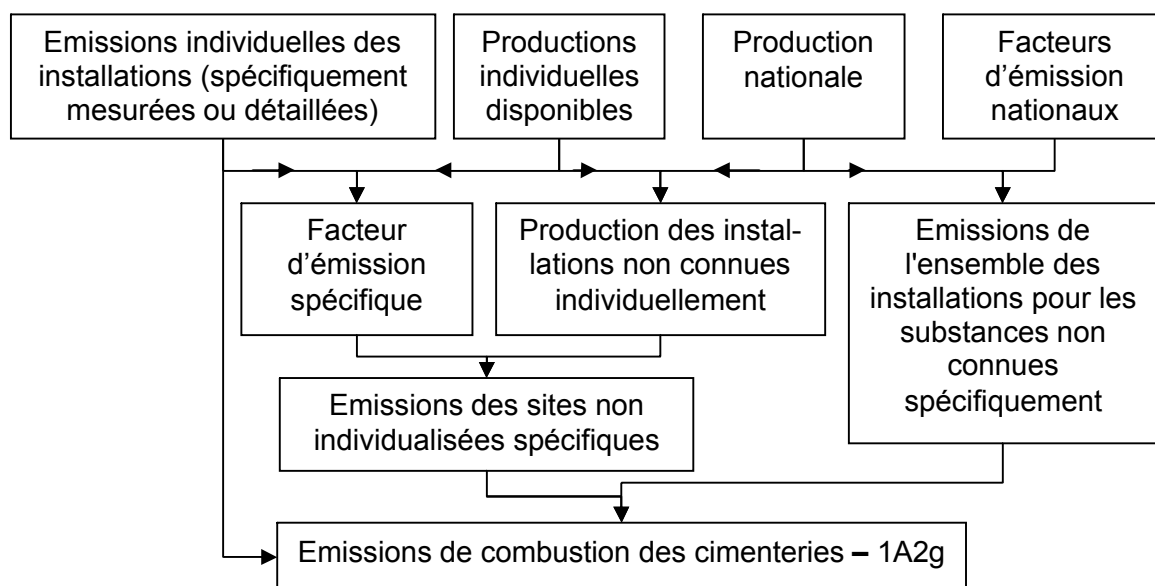 Emissions individuelles des
installations (spécifiquement
mesurées ou détaillées)
Productions
individuelles
disponibles
Production
nationale
Facteurs
d’émission
nationaux
Facteur
d’émission
spécifique
Production des instal-
lations non connues
individuellement
Emissions de
l'ensemble des
installations pour les
substances non
connues
spécifiquement
Emissions des sites non
individualisées spécifiques
Emissions de combustion des cimenteries – 1A2g